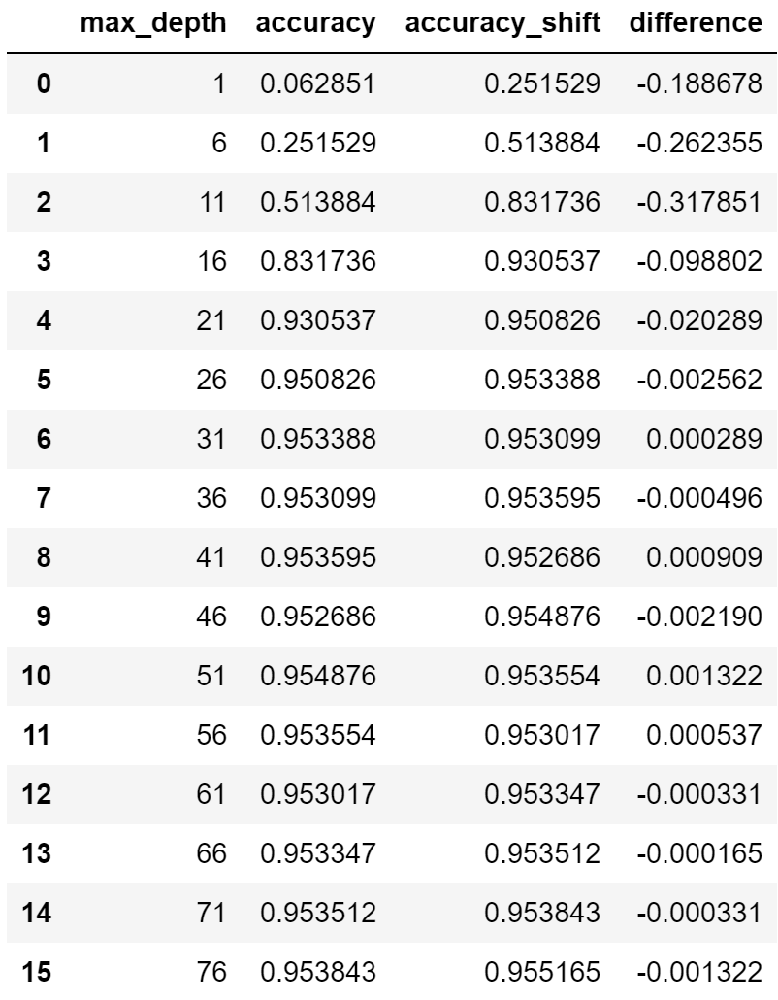 max_depth accuracy accuracy_shift difference
0 1 0.062851 0.251529 -0.188678
1 6 0.251529 0.513884 -0.262355
2 11 0.513884 0.831736 -0.317851
3 16 0.831736 0.930537 -0.098802
4 21 0.930537 0.950826 -0.020289
5 26 0.950826 0.953388 -0.002562
6 31 0.953388 0.953099 0.000289
7 36 0.953099 0.953595 -0.000496
8 41 0.953595 0.952686 0.000909
9 46 0.952686 0.954876 -0.002190
10 51 0.954876 0.953554 0.001322
11 56 0.953554 0.953017 0.000537
12 61 0.953017 0.953347 -0.000331
13 66 0.953347 0.953512 -0.000165
14 71 0.953512 0.953843 -0.000331
15 76 0.953843 0.955165 -0.001322